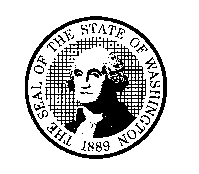 THE SEAL OF THE STATE OF WASHINGTON
1889